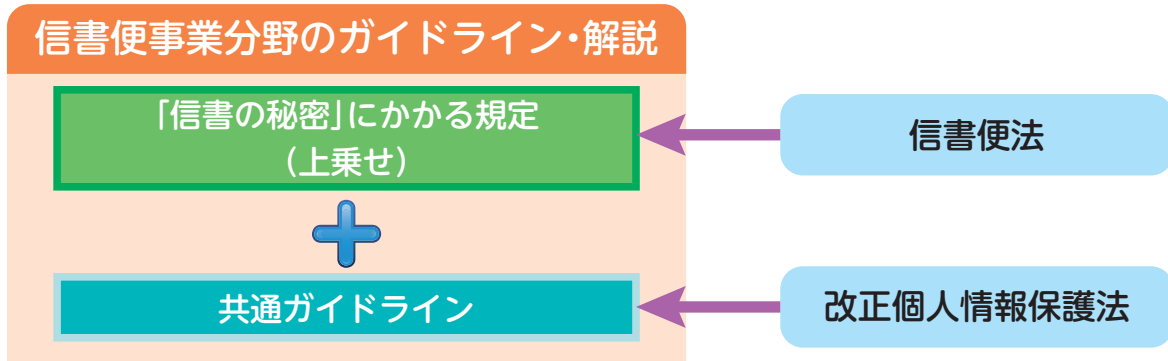 信書便事業分野のガイドライン・解説
「信書の秘密」にかかる規定
（上乗せ）
信書便法
共通ガイドライン
改正個人情報保護法